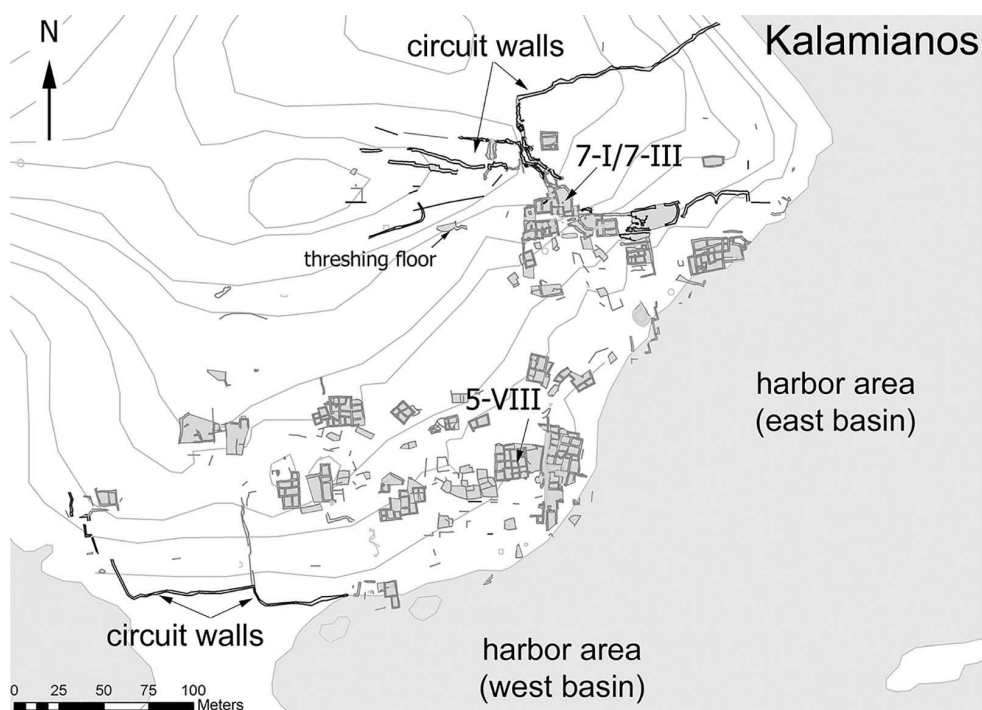 Kalamianos
N
circuit walls
7-I/7-III
threshing floor
harbor area
(east basin)
5-VIII
circuit walls
harbor area
(west basin)
0 25 50 75 100
Meters